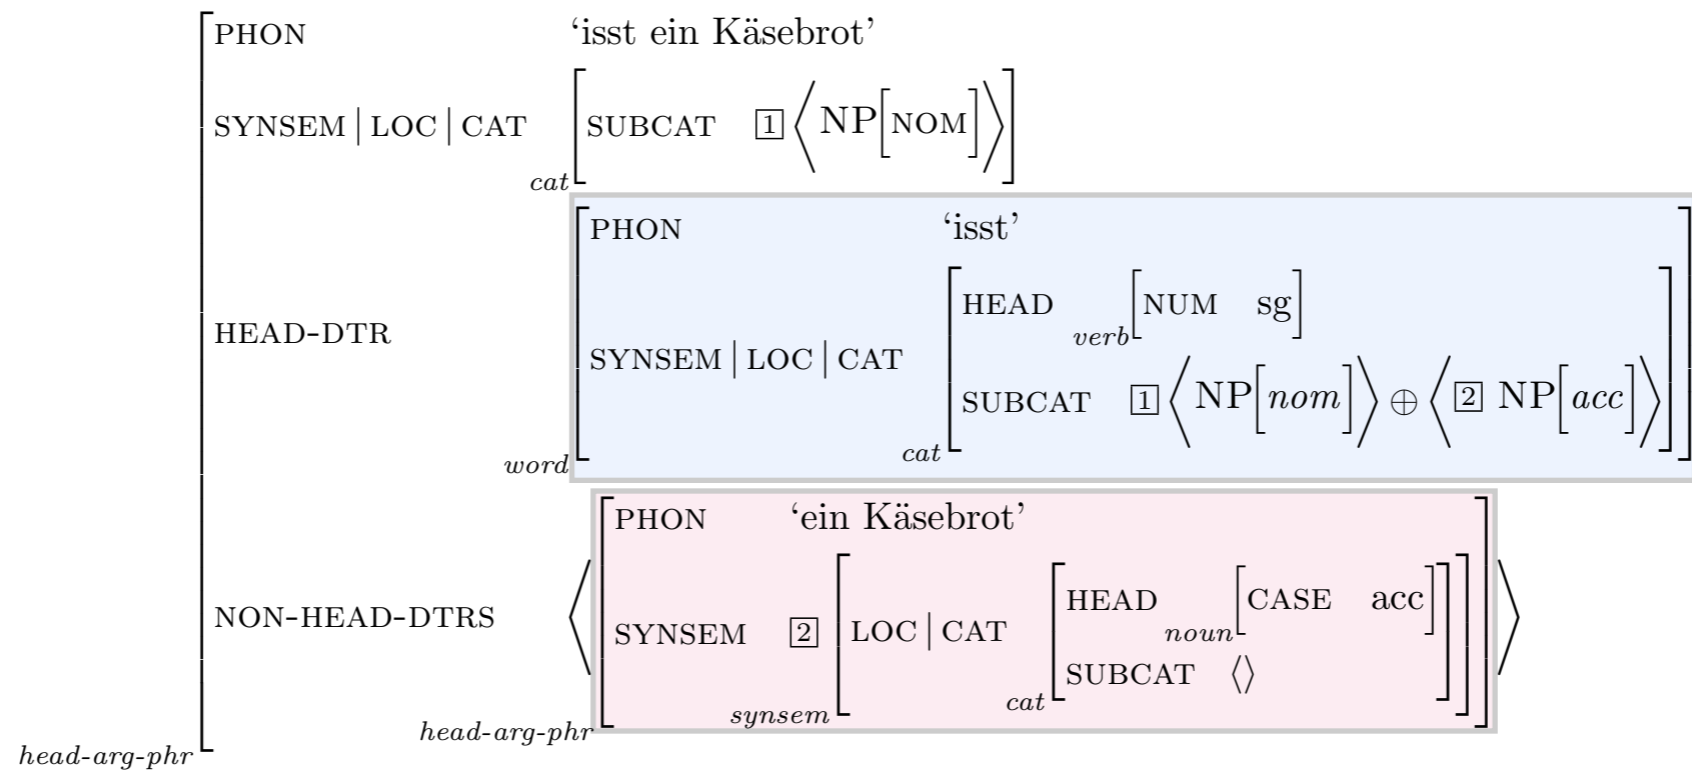 PHON ‘isst ein Käsebrot’
SYNSEM | LOC | CAT cat [SUBCAT 1 ⟨NP[NOM]⟩]
HEAD-DTR word
PHON ‘isst’
SYNSEM | LOC | CAT cat
HEAD verb [NUM sg]
SUBCAT 1 ⟨NP[nom]⟩ ⊕ ⟨2 NP[acc]⟩
NON-HEAD-DTRS head-arg-phr
PHON ‘ein Käsebrot’
SYNSEM 2 synsem [LOC | CAT cat
HEAD noun [CASE acc]
SUBCAT ⟨⟩
head-arg-phr